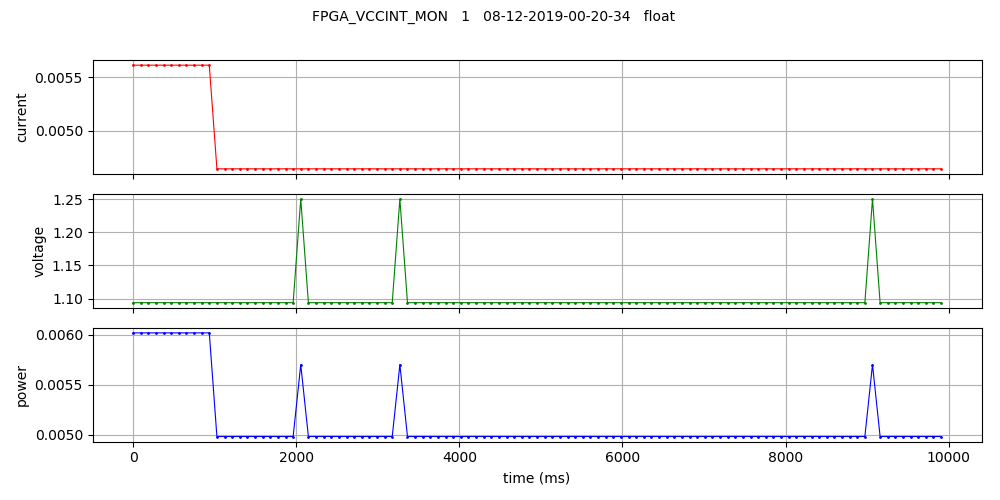 FPGA_VCCINT_MON 1 08-12-2019-00-20-34 float
0.0055
0.0050
current
1.25
1.20
1.15
1.10
voltage
0.0060
0.0055
0.0050
power
0 2000 4000 6000 8000 10000
time (ms)